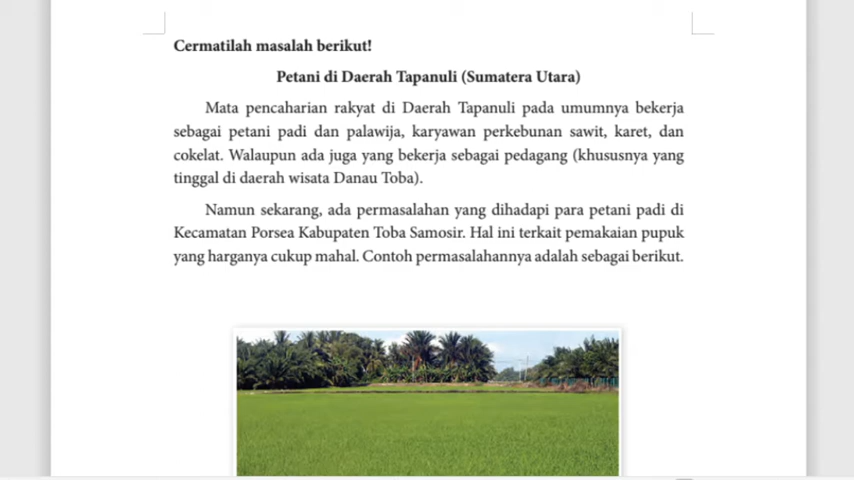 Cermatilah masalah berikut!
Petani di Daerah Tapanuli (Sumatera Utara)
Mata pencaharian rakyat di Daerah Tapanuli pada umumnya bekerja
sebagai petani padi dan palawija, karyawan perkebunan sawit, karet, dan
cokelat. Walaupun ada juga yang bekerja sebagai pedagang (khususnya yang
tinggal di daerah wisata Danau Toba).
Namun sekarang, ada permasalahan yang dihadapi para petani padi di
Kecamatan Porsea Kabupaten Toba Samosir. Hal ini terkait pemakaian pupuk
yang harganya cukup mahal. Contoh permasalahannya adalah sebagai berikut.